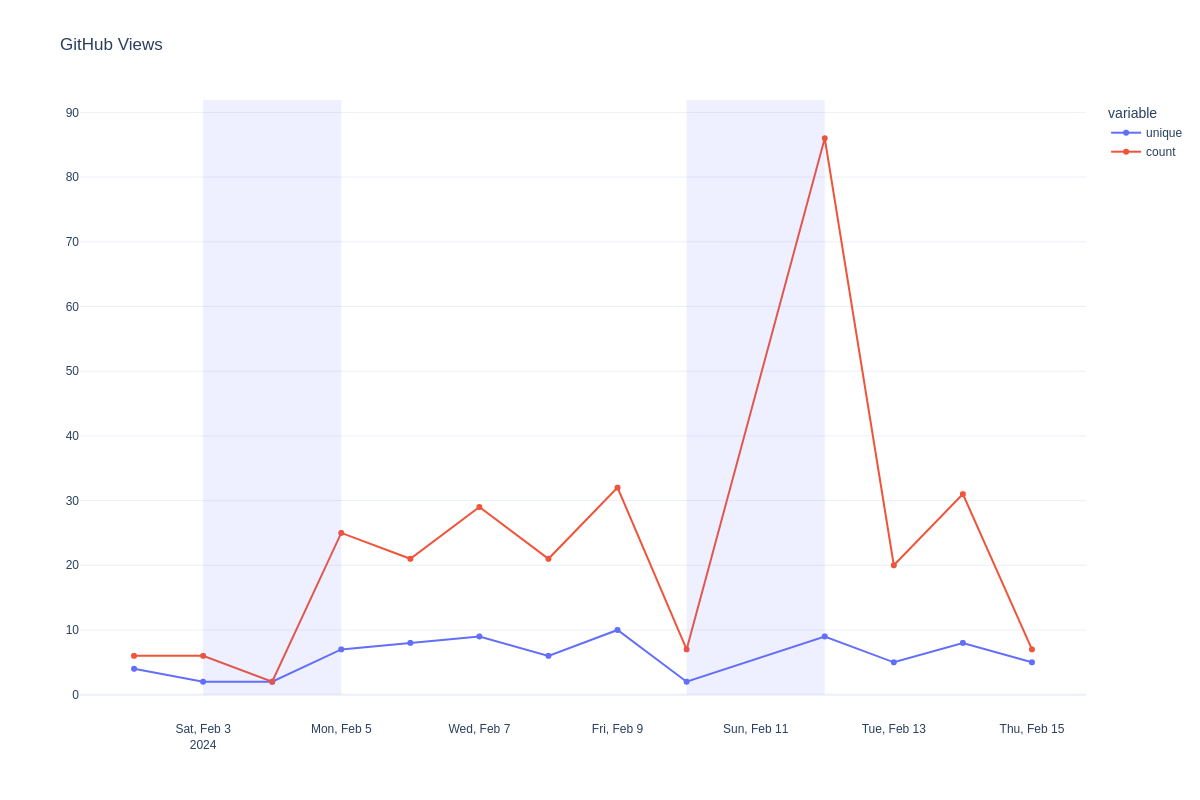 GitHub Views
variable
unique
count
90
80
70
60
50
40
30
20
10
0
Sat, Feb 3
2024
Mon, Feb 5
Wed, Feb 7
Fri, Feb 9
Sun, Feb 11
Tue, Feb 13
Thu, Feb 15